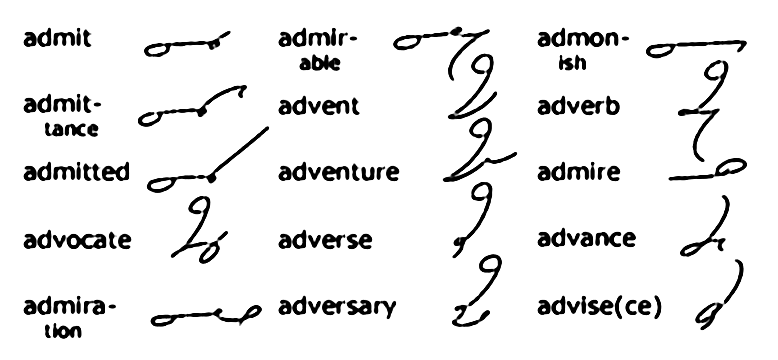 admit admir- admon-
able ish
admit- advent adverb
tance
admitted adventure admire
advocate adverse advance
admira- adversary advise(ce)
tion